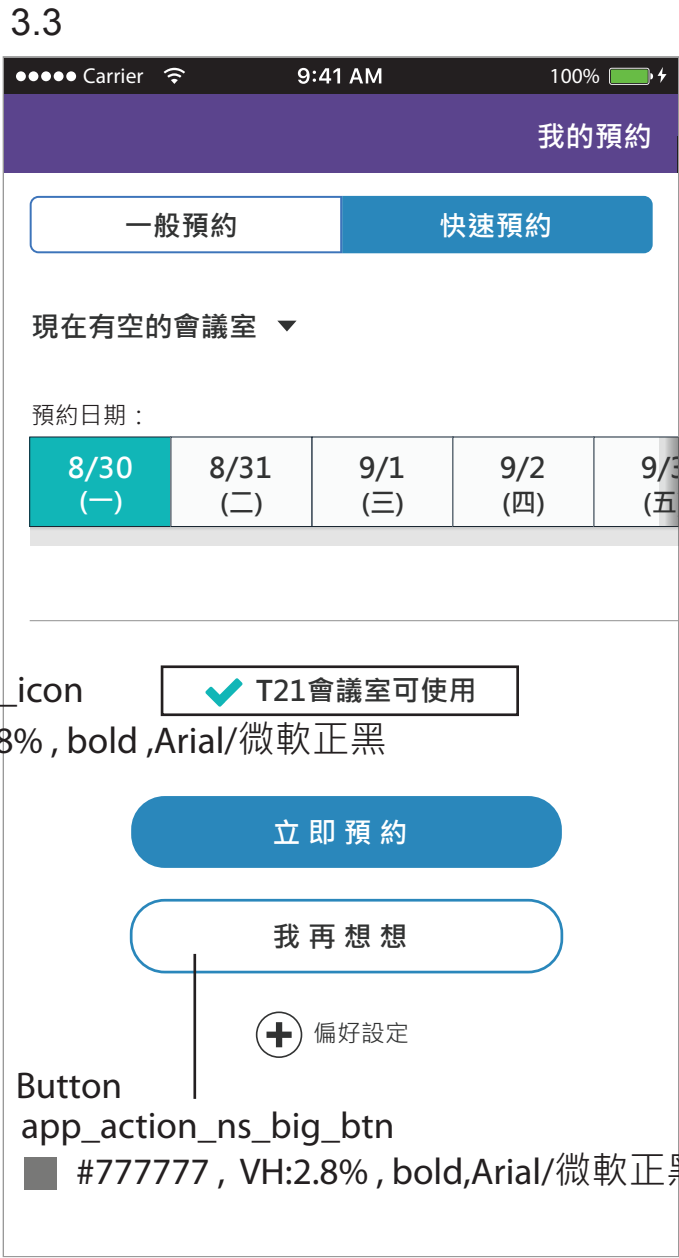 3.3
Carrier 9:41 AM 100%
我的預約
一般預約 快速預約
現在有空的會議室
預約日期：
8/30 8/31 9/1 9/2 9/3
(一) (二) (三) (四) (五
_icon
T21會議室可使用
8% , bold ,Arial/微軟正黑
立即預約
我再想想
偏好設定
Button
app_action_ns_big_btn
#777777 , VH:2.8% , bold,Arial/微軟正黑